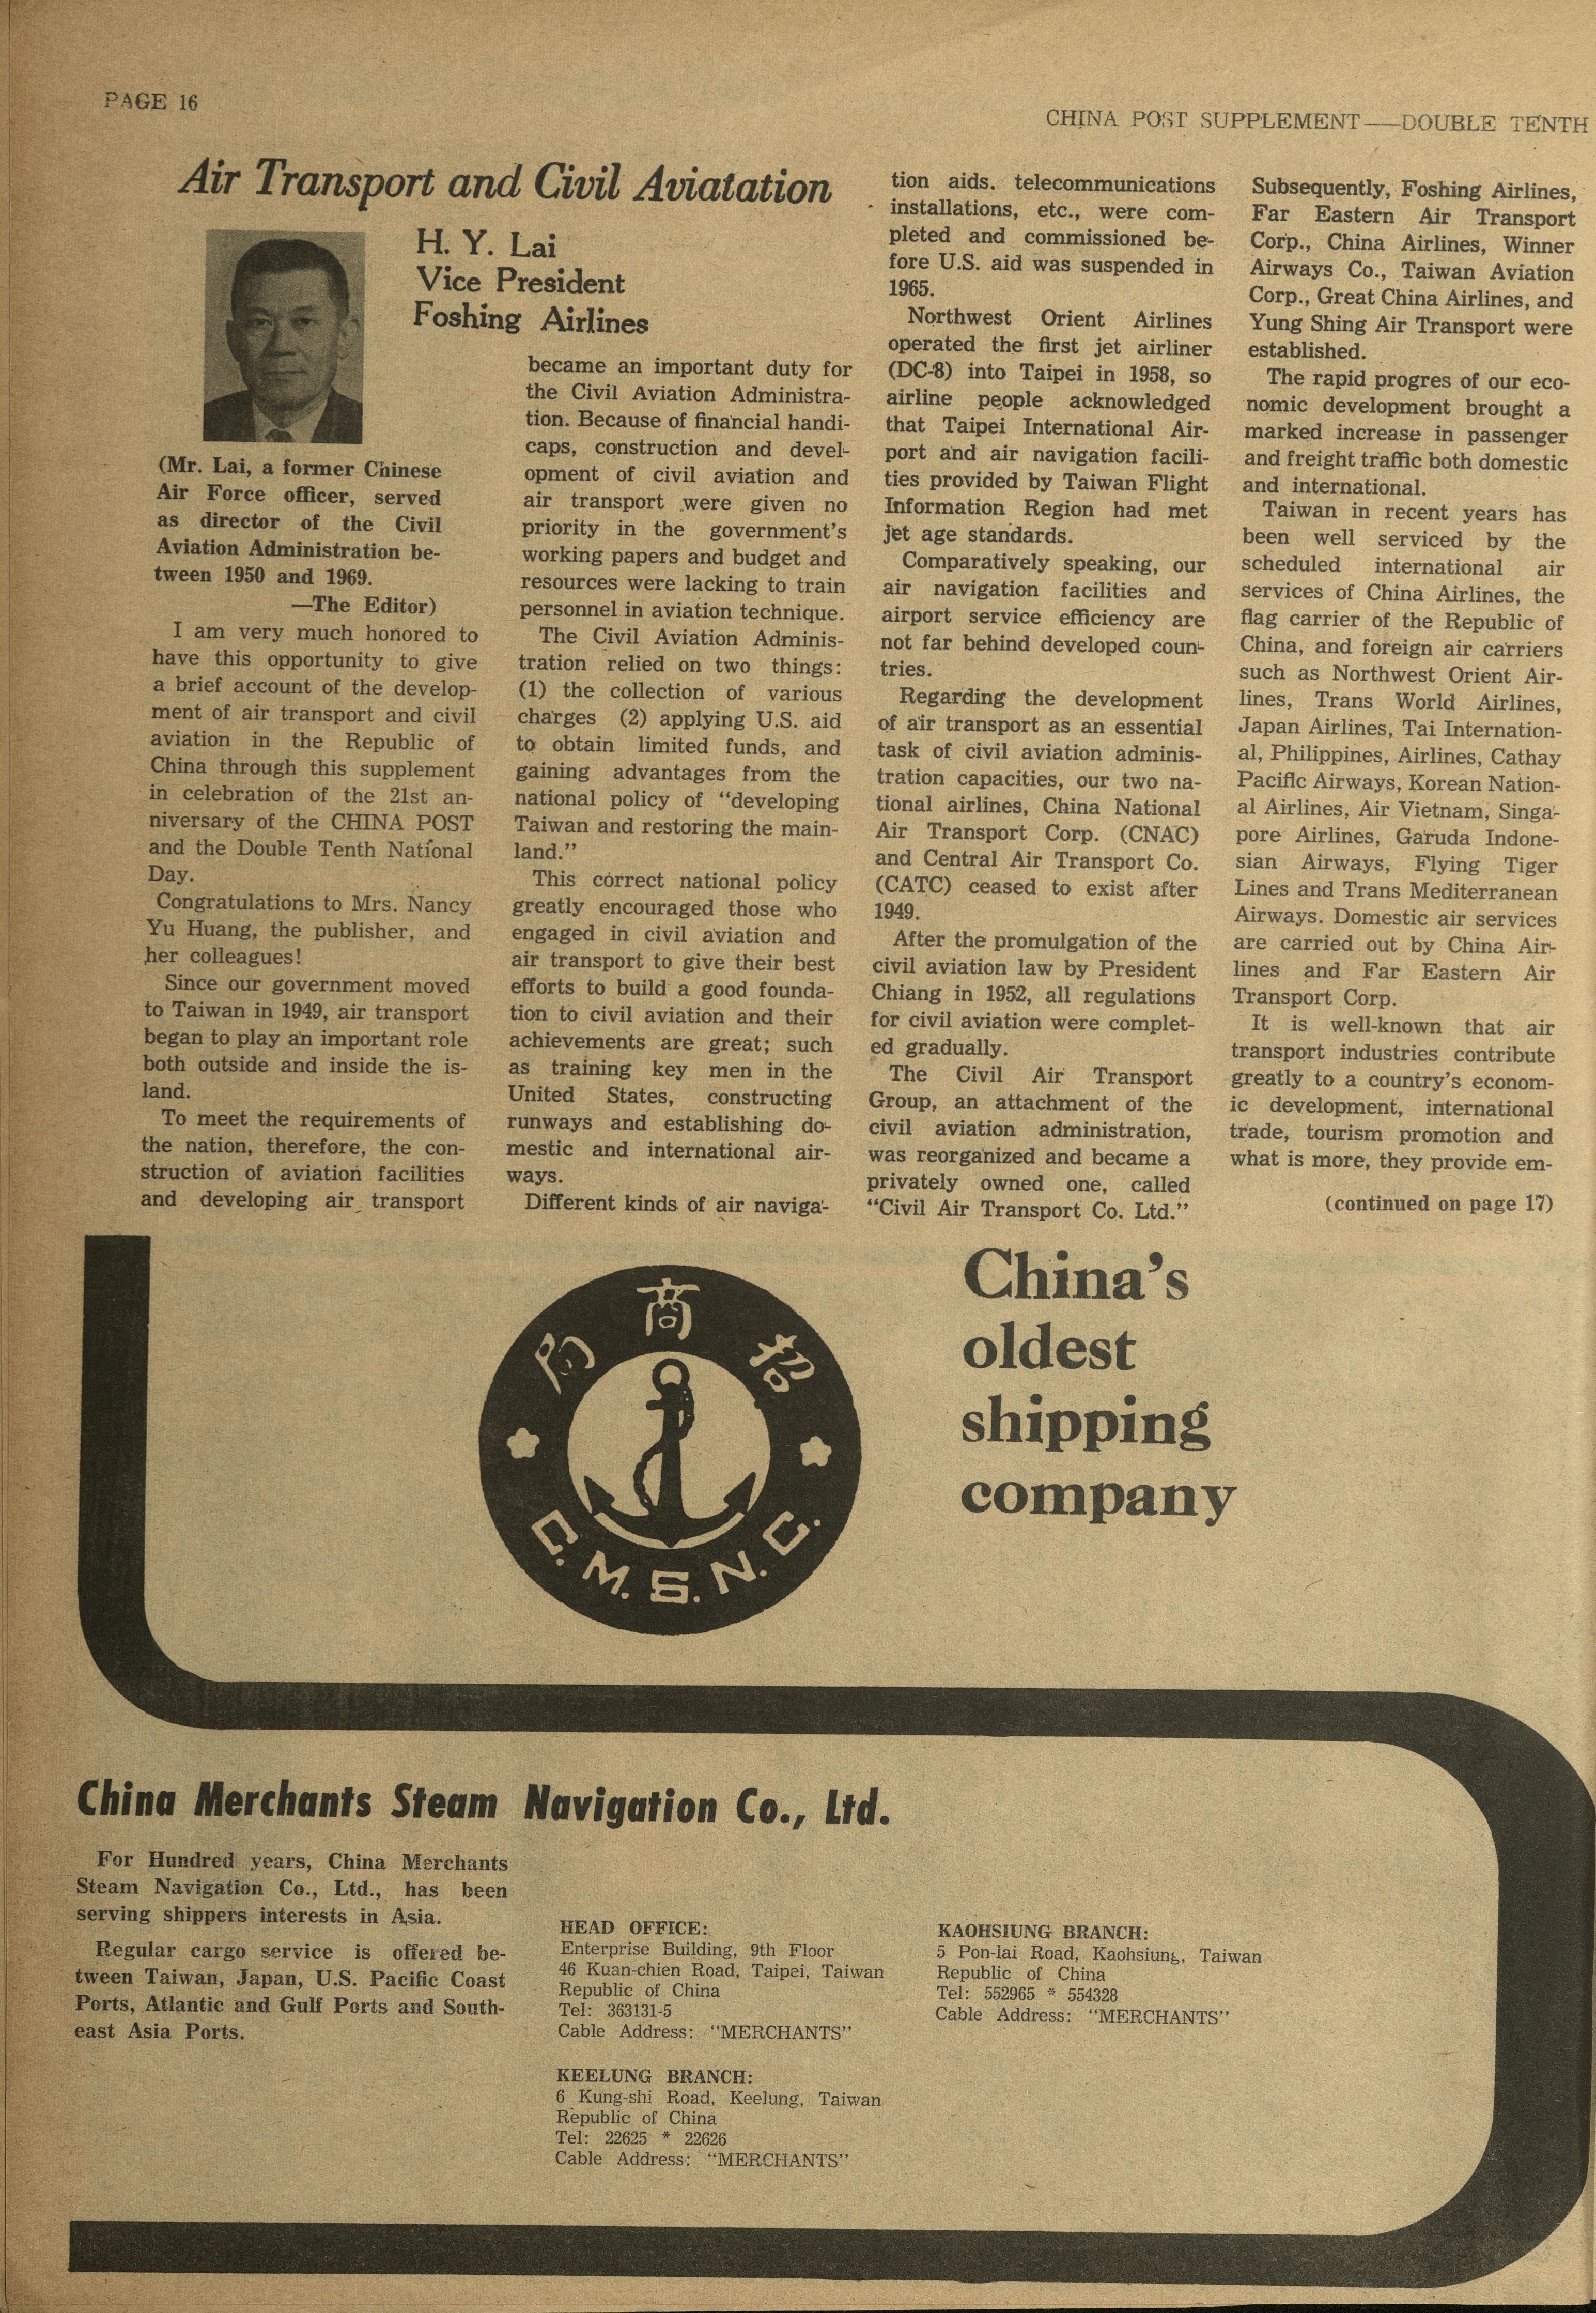 PAGE 16
CHINA POST SUPPLEMENT——DOUBLE TENTH
Air Transport and Civil Aviatation
H. Y. Lai
Vice President
Foshing Airlines
(Mr. Lai, a former Chinese
Air Force officer, served
as director of the Civil
Aviation Administration be-
tween 1950 and 1969.
—The Editor)
I am very much honored to
have this opportunity to give
a brief account of the develop-
ment of air transport and civil
aviation in the Republic of
China through this supplement
in celebration of the 21st an-
niversary of the CHINA POST
and the Double Tenth National
Day.
Congratulations to Mrs. Nancy
Yu Huang, the publisher, and
her colleagues!
Since our government moved
to Taiwan in 1949, air transport
began to play an important role
both outside and inside the is-
land.
To meet the requirements of
the nation, therefore, the con-
struction of aviation facilities
and developing air transport
became an important duty for
the Civil Aviation Administra-
tion. Because of financial handi-
caps, construction and devel-
opment of civil aviation and
air transport were given no
priority in the government's
working papers and budget and
resources were lacking to train
personnel in aviation technique.
The Civil Aviation Adminis-
tration relied on two things:
(1) the collection of various
charges (2) applying U.S. aid
to obtain limited funds, and
gaining advantages from the
national policy of "developing
Taiwan and restoring the main-
land."
This correct national policy
greatly encouraged those who
engaged in civil aviation and
air transport to give their best
efforts to build a good founda-
tion to civil aviation and their
achievements are great; such
as training key men in the
United States, constructing
runways and establishing do-
mestic and international air-
ways.
Different kinds of air naviga-
tion aids. telecommunications
installations, etc., were com-
pleted and commissioned be-
fore U.S. aid was suspended in
1965.
Northwest Orient Airlines
operated the first jet airliner
(DC-8) into Taipei in 1958, so
airline people acknowledged
that Taipei International Air-
port and air navigation facili-
ties provided by Taiwan Flight
Information Region had met
jet age standards.
Comparatively speaking, our
air navigation facilities and
airport service efficiency are
not far behind developed coun-
tries.
Regarding the development
of air transport as an essential
task of civil aviation adminis-
tration capacities, our two na-
tional airlines, China National
Air Transport Corp. (CNAC)
and Central Air Transport Co.
(CATC) ceased to exist after
1949.
After the promulgation of the
civil aviation law by President
Chiang in 1952, all regulations
for civil aviation were complet-
ed gradually.
The Civil Air Transport
Group, an attachment of the
civil aviation administration,
was reorganized and became a
privately owned one, called
"Civil Air Transport Co. Ltd."
Subsequently, Foshing Airlines,
Far Eastern Air Transport
Corp., China Airlines, Winner
Airways Co., Taiwan Aviation
Corp., Great China Airlines, and
Yung Shing Air Transport were
established.
The rapid progres of our eco-
nomic development brought a
marked increase in passenger
and freight traffic both domestic
and international.
Taiwan in recent years has
been well serviced by the
scheduled international air
services of China Airlines, the
flag carrier of the Republic of
China, and foreign air carriers
such as Northwest Orient Air-
lines, Trans World Airlines,
Japan Airlines, Tai Internation-
al, Philippines, Airlines, Cathay
Pacific Airways, Korean Nation-
al Airlines, Air Vietnam, Singa-
pore Airlines, Garuda Indone-
sian Airways, Flying Tiger
Lines and Trans Mediterranean
Airways. Domestic air services
are carried out by China Air-
lines and Far Eastern Air
Transport Corp.
It is well-known that air
transport industries contribute
greatly to a country's econom-
ic development, international
trade, tourism promotion and
what is more, they provide em-
(continued on page 17)
局商招
C.M.S.N.C.
China's
oldest
shipping
company
China Merchants Steam Navigation Co., Ltd.
For Hundred years, China Merchants
Steam Navigation Co., Ltd., has been
serving shippers interests in Asia.
Regular cargo service is offered be-
tween Taiwan, Japan, U.S. Pacific Coast
Ports, Atlantic and Gulf Ports and South-
east Asia Ports.
HEAD OFFICE:
Enterprise Building, 9th Floor
46 Kuan-chien Road, Taipei, Taiwan
Republic of China
Tel: 363131-5
Cable Address: "MERCHANTS"
KEELUNG BRANCH:
6 Kung-shi Road, Keelung, Taiwan
Republic of China
Tel: 22625 * 22626
Cable Address: "MERCHANTS"
KAOHSIUNG BRANCH:
5 Pon-lai Road, Kaohsiung, Taiwan
Republic of China
Tel: 552965 * 554328
Cable Address: "MERCHANTS"